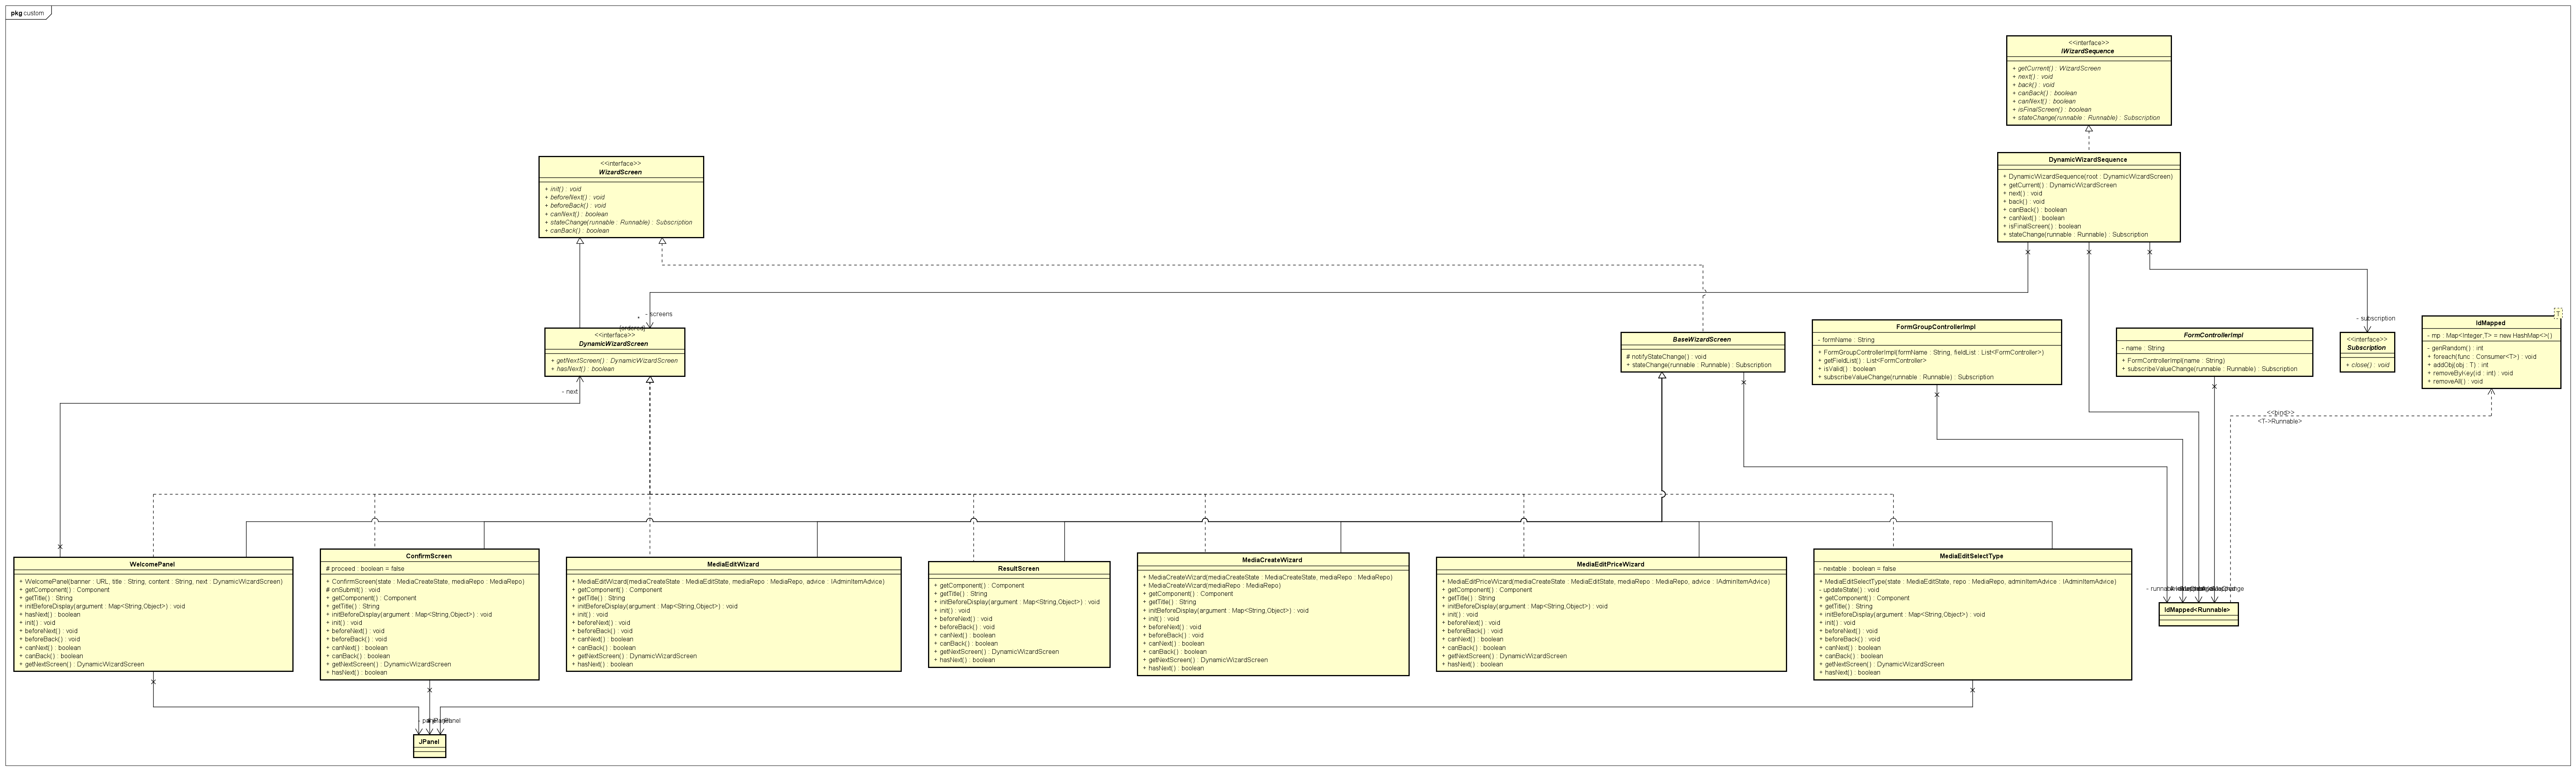 pkg custom
<<interface>>
IWizardSequence
+ getCurrent() : WizardScreen
+ next() : void
+ back() : void
+ canBack() : boolean
+ canNext() : boolean
+ isFinalScreen() : boolean
+ stateChange(runnable : Runnable) : Subscription
DynamicWizardSequence
+ DynamicWizardSequence(root : DynamicWizardScreen)
+ getCurrent() : DynamicWizardScreen
+ next() : void
+ back() : void
+ canBack() : boolean
+ canNext() : boolean
+ isFinalScreen() : boolean
+ stateChange(runnable : Runnable) : Subscription
<<interface>>
WizardScreen
+ init() : void
+ beforeNext() : void
+ beforeBack() : void
+ canNext() : boolean
+ stateChange(runnable : Runnable) : Subscription
+ canBack() : boolean
- screens
*
{ordered}
<<interface>>
DynamicWizardScreen
+ getNextScreen() : DynamicWizardScreen
+ hasNext() : boolean
- next
BaseWizardScreen
# notifyStateChange() : void
+ stateChange(runnable : Runnable) : Subscription
FormGroupControllerImpl
- formName : String
+ FormGroupControllerImpl(formName : String, fieldList : List<FormController>)
+ getFieldList() : List<FormController>
+ isValid() : boolean
+ subscribeValueChange(runnable : Runnable) : Subscription
FormControllerImpl
- name : String
+ FormControllerImpl(name : String)
+ subscribeValueChange(runnable : Runnable) : Subscription
- subscription
<<interface>>
Subscription
+ close() : void
T
IdMapped
- mp : Map<Integer,T> = new HashMap<>()
- genRandom() : int
+ foreach(func : Consumer<T>) : void
+ addObj(obj : T) : int
+ removeByKey(id : int) : void
+ removeAll() : void
<<bind>>
<T->Runnable>
WelcomePanel
+ WelcomePanel(banner : URL, title : String, content : String, next : DynamicWizardScreen)
+ getComponent() : Component
+ getTitle() : String
+ initBeforeDisplay(argument : Map<String,Object>) : void
+ hasNext() : boolean
+ init() : void
+ beforeNext() : void
+ beforeBack() : void
+ canNext() : boolean
+ canBack() : boolean
+ getNextScreen() : DynamicWizardScreen
ConfirmScreen
# proceed : boolean = false
+ ConfirmScreen(state : MediaCreateState, mediaRepo : MediaRepo)
# onSubmit() : void
+ getComponent() : Component
+ getTitle() : String
+ initBeforeDisplay(argument : Map<String,Object>) : void
+ init() : void
+ beforeNext() : void
+ beforeBack() : void
+ canNext() : boolean
+ canBack() : boolean
+ getNextScreen() : DynamicWizardScreen
+ hasNext() : boolean
MediaEditWizard
+ MediaEditWizard(mediaCreateState : MediaEditState, mediaRepo : MediaRepo, advice : IAdminItemAdvice)
+ getComponent() : Component
+ getTitle() : String
+ initBeforeDisplay(argument : Map<String,Object>) : void
+ init() : void
+ beforeNext() : void
+ beforeBack() : void
+ canNext() : boolean
+ canBack() : boolean
+ getNextScreen() : DynamicWizardScreen
+ hasNext() : boolean
ResultScreen
+ getComponent() : Component
+ getTitle() : String
+ initBeforeDisplay(argument : Map<String,Object>) : void
+ init() : void
+ beforeNext() : void
+ beforeBack() : void
+ canNext() : boolean
+ canBack() : boolean
+ getNextScreen() : DynamicWizardScreen
+ hasNext() : boolean
MediaCreateWizard
+ MediaCreateWizard(mediaCreateState : MediaCreateState, mediaRepo : MediaRepo)
+ MediaCreateWizard(mediaRepo : MediaRepo)
+ getComponent() : Component
+ getTitle() : String
+ initBeforeDisplay(argument : Map<String,Object>) : void
+ init() : void
+ beforeNext() : void
+ beforeBack() : void
+ canNext() : boolean
+ canBack() : boolean
+ getNextScreen() : DynamicWizardScreen
+ hasNext() : boolean
MediaEditPriceWizard
+ MediaEditPriceWizard(mediaCreateState : MediaEditState, mediaRepo : MediaRepo, advice : IAdminItemAdvice)
+ getComponent() : Component
+ getTitle() : String
+ initBeforeDisplay(argument : Map<String,Object>) : void
+ init() : void
+ beforeNext() : void
+ beforeBack() : void
+ canNext() : boolean
+ canBack() : boolean
+ getNextScreen() : DynamicWizardScreen
+ hasNext() : boolean
MediaEditSelectType
- nextable : boolean = false
+ MediaEditSelectType(state : MediaEditState, repo : MediaRepo, adminItemAdvice : IAdminItemAdvice)
- updateState() : void
+ getComponent() : Component
+ getTitle() : String
+ initBeforeDisplay(argument : Map<String,Object>) : void
+ init() : void
+ beforeNext() : void
+ beforeBack() : void
+ canNext() : boolean
+ canBack() : boolean
+ getNextScreen() : DynamicWizardScreen
+ hasNext() : boolean
IdMapped<Runnable>
JPanel